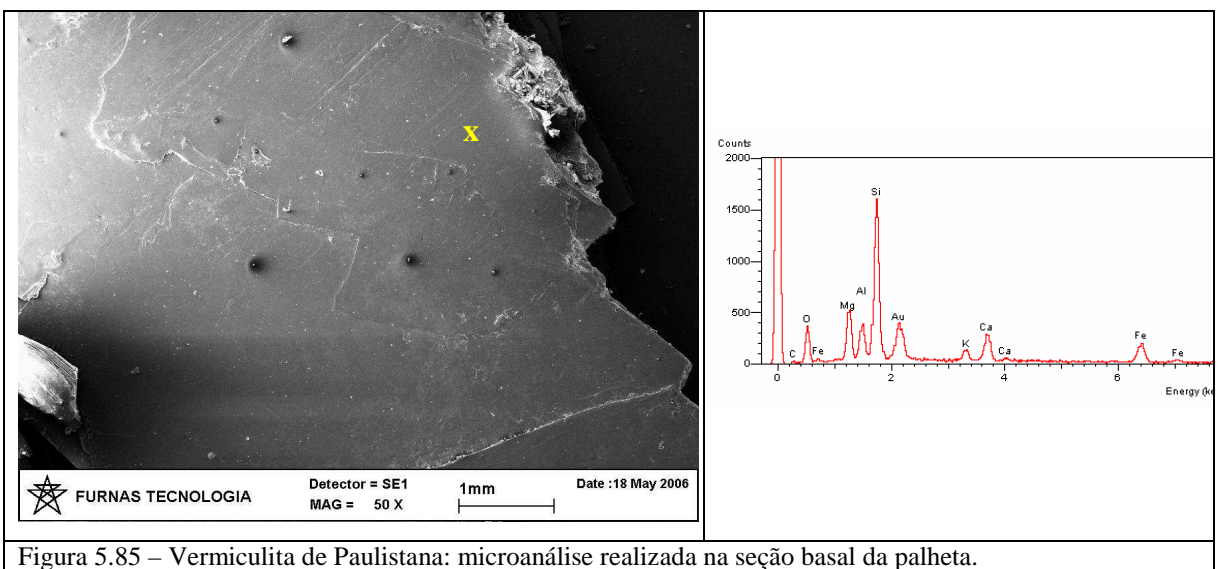 X
FURNAS TECNOLOGIA
Detector = SE1
MAG = 50 X
1mm
Date :18 May 2006
Counts
2000
1500
1000
500
0
Si
Al
Mg
O
Au
C
Fe
K
Ca
Ca
Fe
Fe
0 2 4 6
Energy (ke
Figura 5.85 – Vermiculita de Paulistana: microanálise realizada na seção basal da palheta.